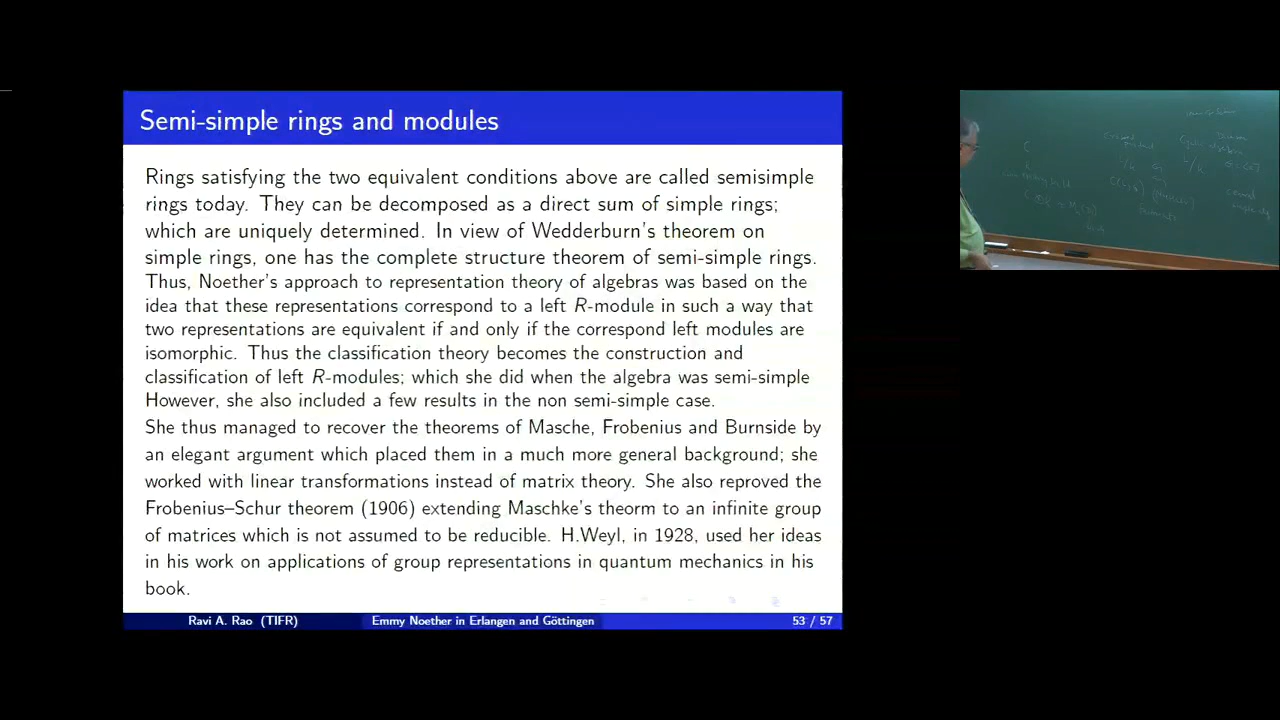 Semi-simple rings and modules
Rings satisfying the two equivalent conditions above are called semisimple
rings today. They can be decomposed as a direct sum of simple rings;
which are uniquely determined. In view of Wedderburn's theorem on
simple rings, one has the complete structure theorem of semi-simple rings.
Thus, Noether's approach to representation theory of algebras was based on the
idea that these representations correspond to a left R-module in such a way that
two representations are equivalent if and only if the correspond left modules are
isomorphic. Thus the classification theory becomes the construction and
classification of left R-modules; which she did when the algebra was semi-simple
However, she also included a few results in the non semi-simple case.
She thus managed to recover the theorems of Masche, Frobenius and Burnside by
an elegant argument which placed them in a much more general background; she
worked with linear transformations instead of matrix theory. She also reproved the
Frobenius–Schur theorem (1906) extending Maschke's theorm to an infinite group
of matrices which is not assumed to be reducible. H.Weyl, in 1928, used her ideas
in his work on applications of group representations in quantum mechanics in his
book.
Ravi A. Rao (TIFR) Emmy Noether in Erlangen and Göttingen 53 / 57